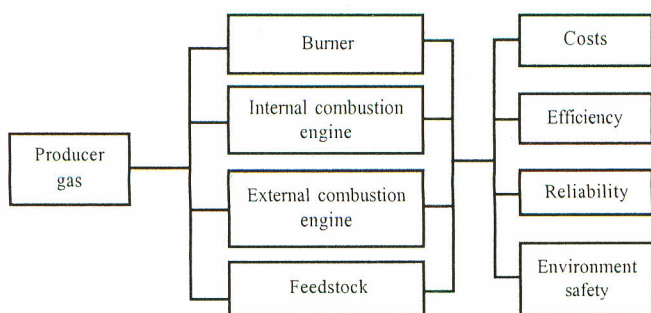 Producer
gas
Burner
Internal combustion
engine
External combustion
engine
Feedstock
Costs
Efficiency
Reliability
Environment
safety